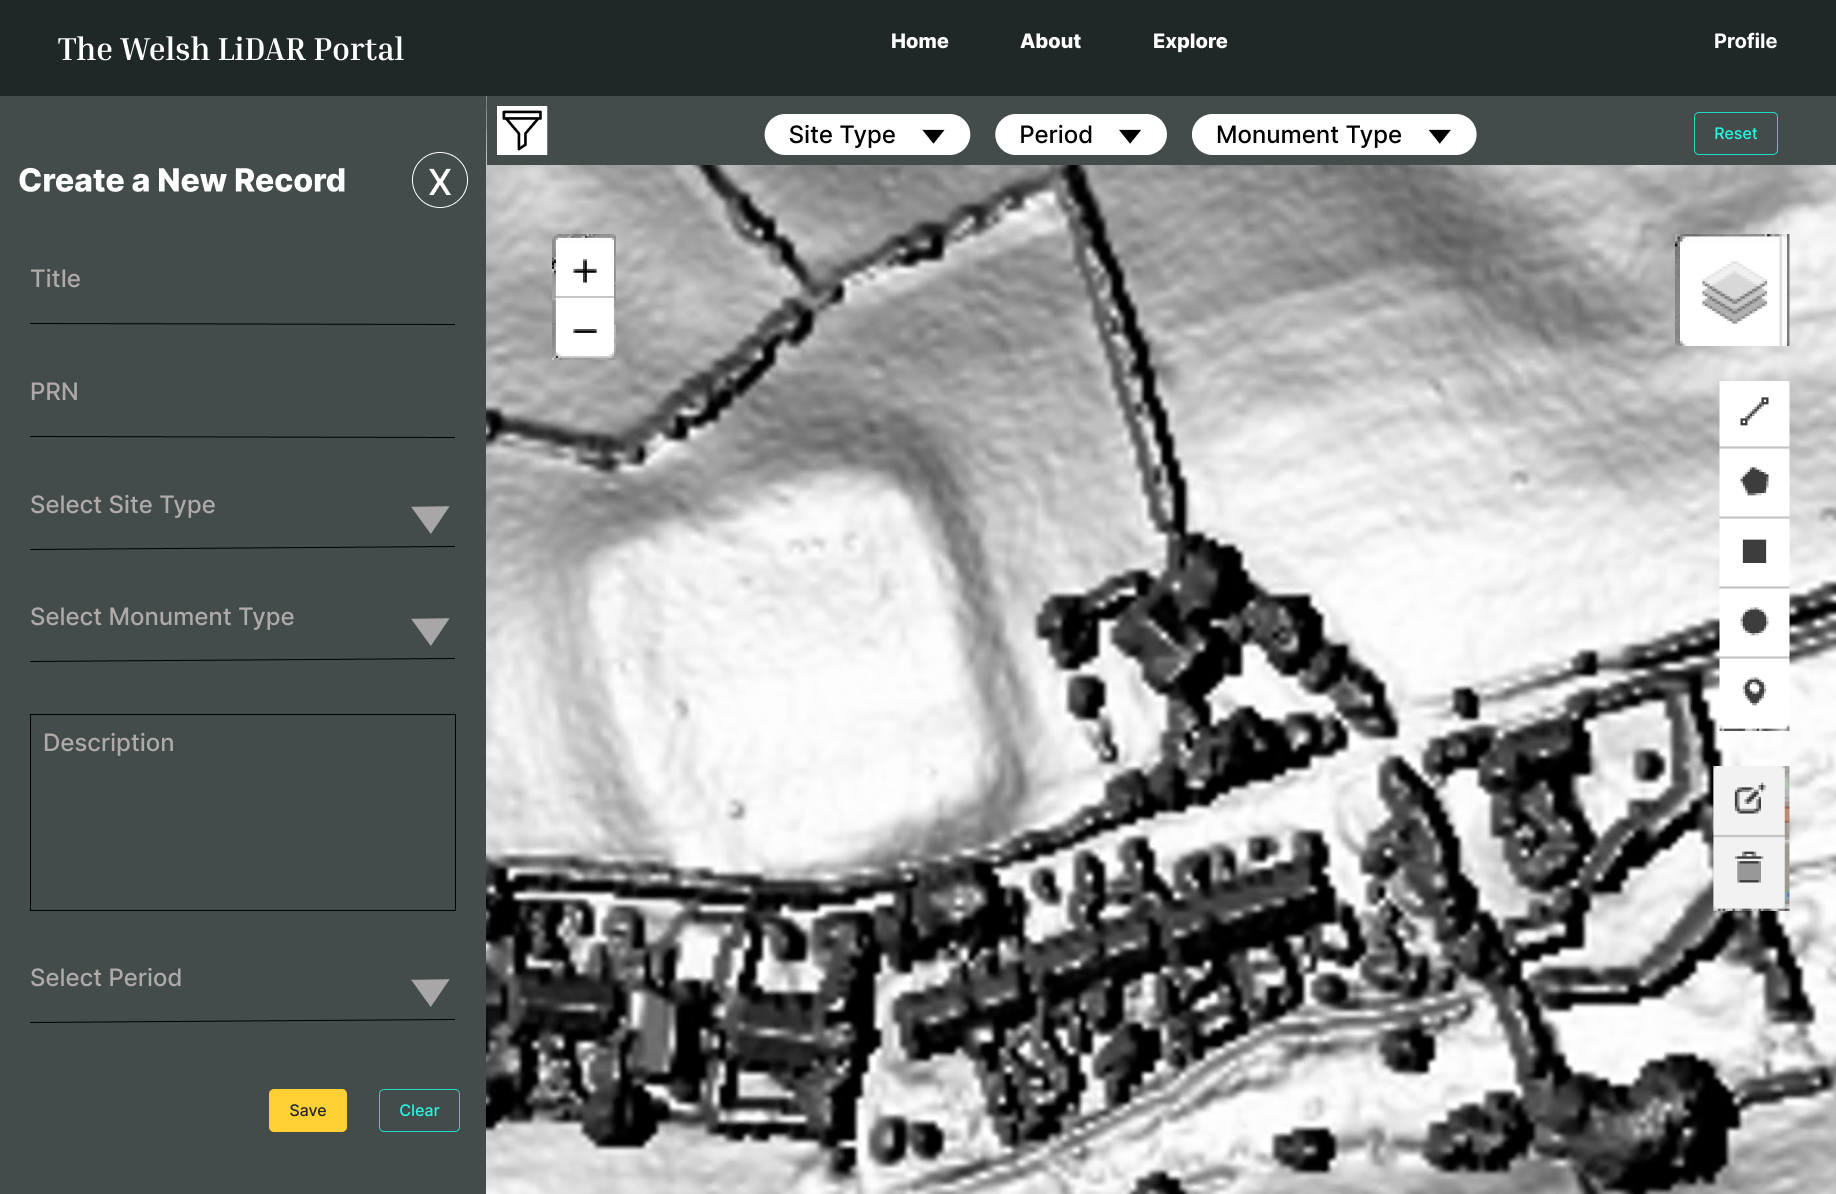 The Welsh LiDAR Portal
Home
About
Explore
Profile
Create a New Record
X
Title
PRN
Select Site Type
Select Monument Type
Description
Select Period
Save
Clear
Site Type
Period
Monument Type
Reset
+
−